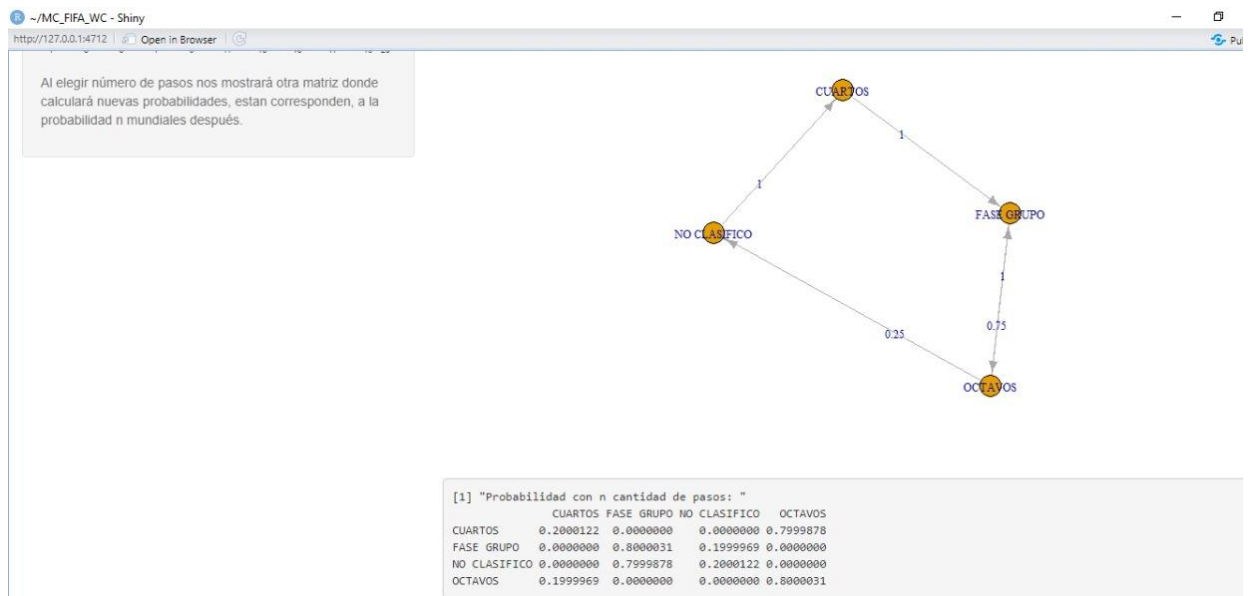 ~/MC_FIFA_WC - Shiny
http://127.0.0.1:4712 Open in Browser
Al elegir número de pasos nos mostrará otra matriz donde
calculará nuevas probabilidades, estan corresponden, a la
probabilidad n mundiales después.
CUARTOS
1
FASE GRUPO
1
NO CLASIFICO
1
0.75
0.25
OCTAVOS
[1] "Probabilidad con n cantidad de pasos: "
CUARTOS FASE GRUPO NO CLASIFICO OCTAVOS
CUARTOS 0.2000122 0.0000000 0.0000000 0.7999878
FASE GRUPO 0.0000000 0.8000031 0.1999969 0.0000000
NO CLASIFICO 0.0000000 0.7999878 0.2000122 0.0000000
OCTAVOS 0.1999969 0.0000000 0.0000000 0.8000031